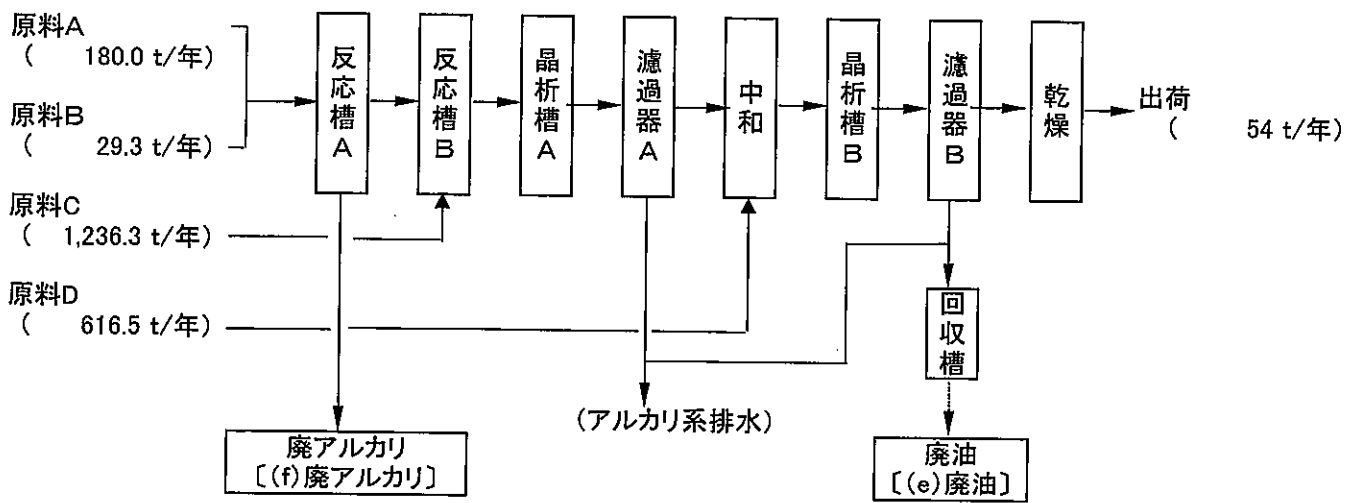 原料A
( 180.0 t/年)
原料B
( 29.3 t/年)
原料C
( 1,236.3 t/年)
原料D
( 616.5 t/年)
反応槽A
反応槽B
晶析槽A
濾過器A
中和
晶析槽B
濾過器B
乾燥
出荷
( 54 t/年)
回収槽
(アルカリ系排水)
廃アルカリ
〔(f)廃アルカリ〕
廃油
〔(e)廃油〕